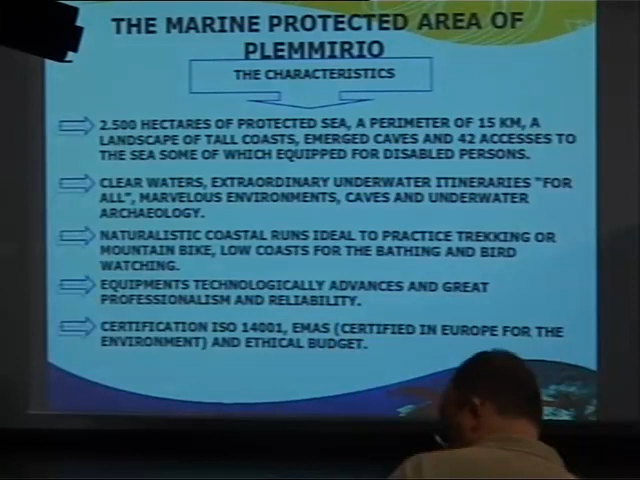 THE MARINE PROTECTED AREA OF
PLEMMIRIO
THE CHARACTERISTICS
2.500 HECTARES OF PROTECTED SEA, A PERIMETER OF 15 KM, A
LANDSCAPE OF TALL COASTS, EMERGED CAVES AND 42 ACCESSES TO
THE SEA SOME OF WHICH EQUIPPED FOR DISABLED PERSONS.
CLEAR WATERS, EXTRAORDINARY UNDERWATER ITINERARIES "FOR
ALL", MARVELOUS ENVIRONMENTS, CAVES AND UNDERWATER
ARCHAEOLOGY.
NATURALISTIC COASTAL RUNS IDEAL TO PRACTICE TREKKING OR
MOUNTAIN BIKE, LOW COASTS FOR THE BATHING AND BIRD
WATCHING.
EQUIPMENTS TECHNOLOGICALLY ADVANCES AND GREAT
PROFESSIONALISM AND RELIABILITY.
CERTIFICATION ISO 14001, EMAS (CERTIFIED IN EUROPE FOR THE
ENVIRONMENT) AND ETHICAL BUDGET.